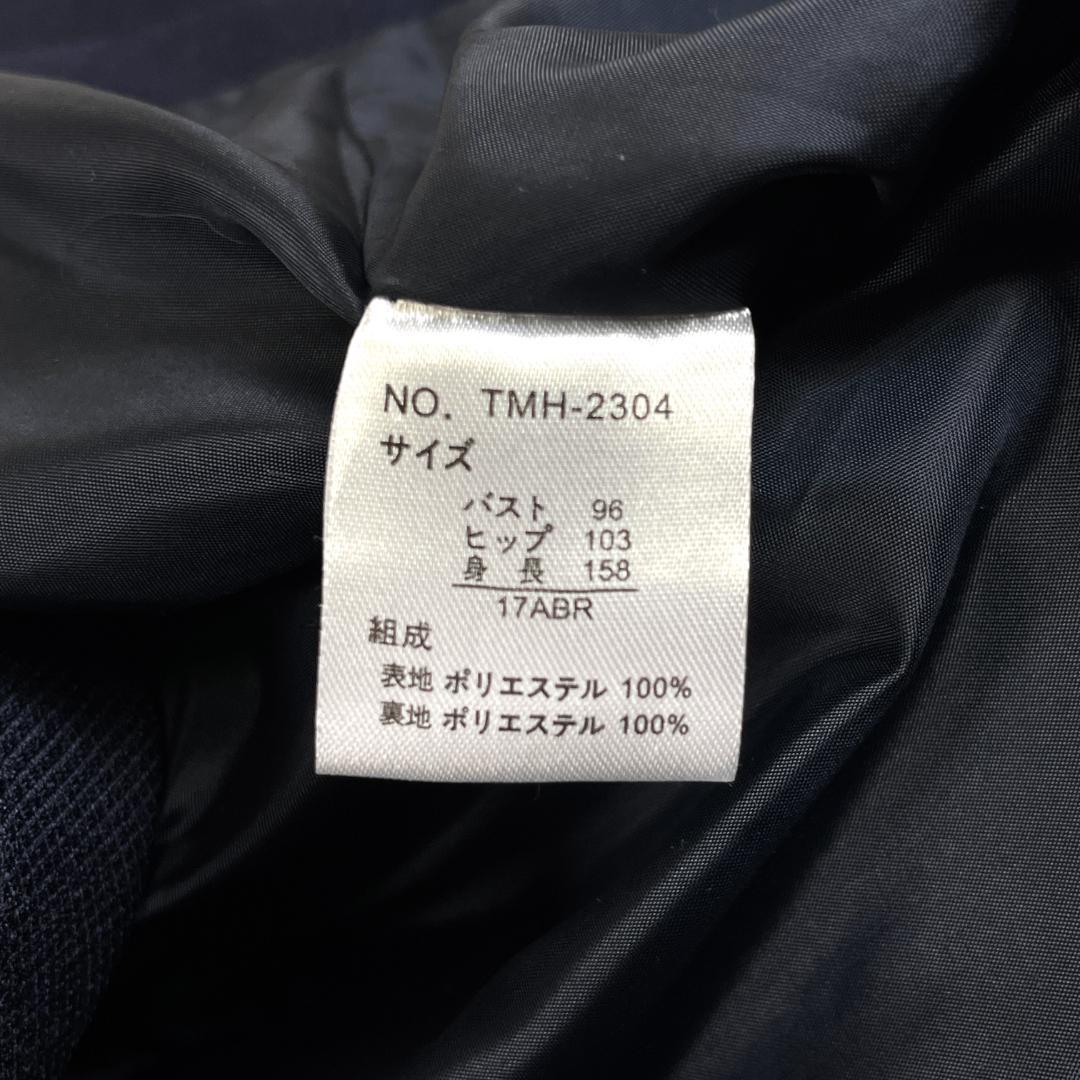 NO. TMH-2304
サイズ
バスト 96
ヒップ 103
身長 158
17ABR
組成
表地 ポリエステル 100%
裏地 ポリエステル 100%